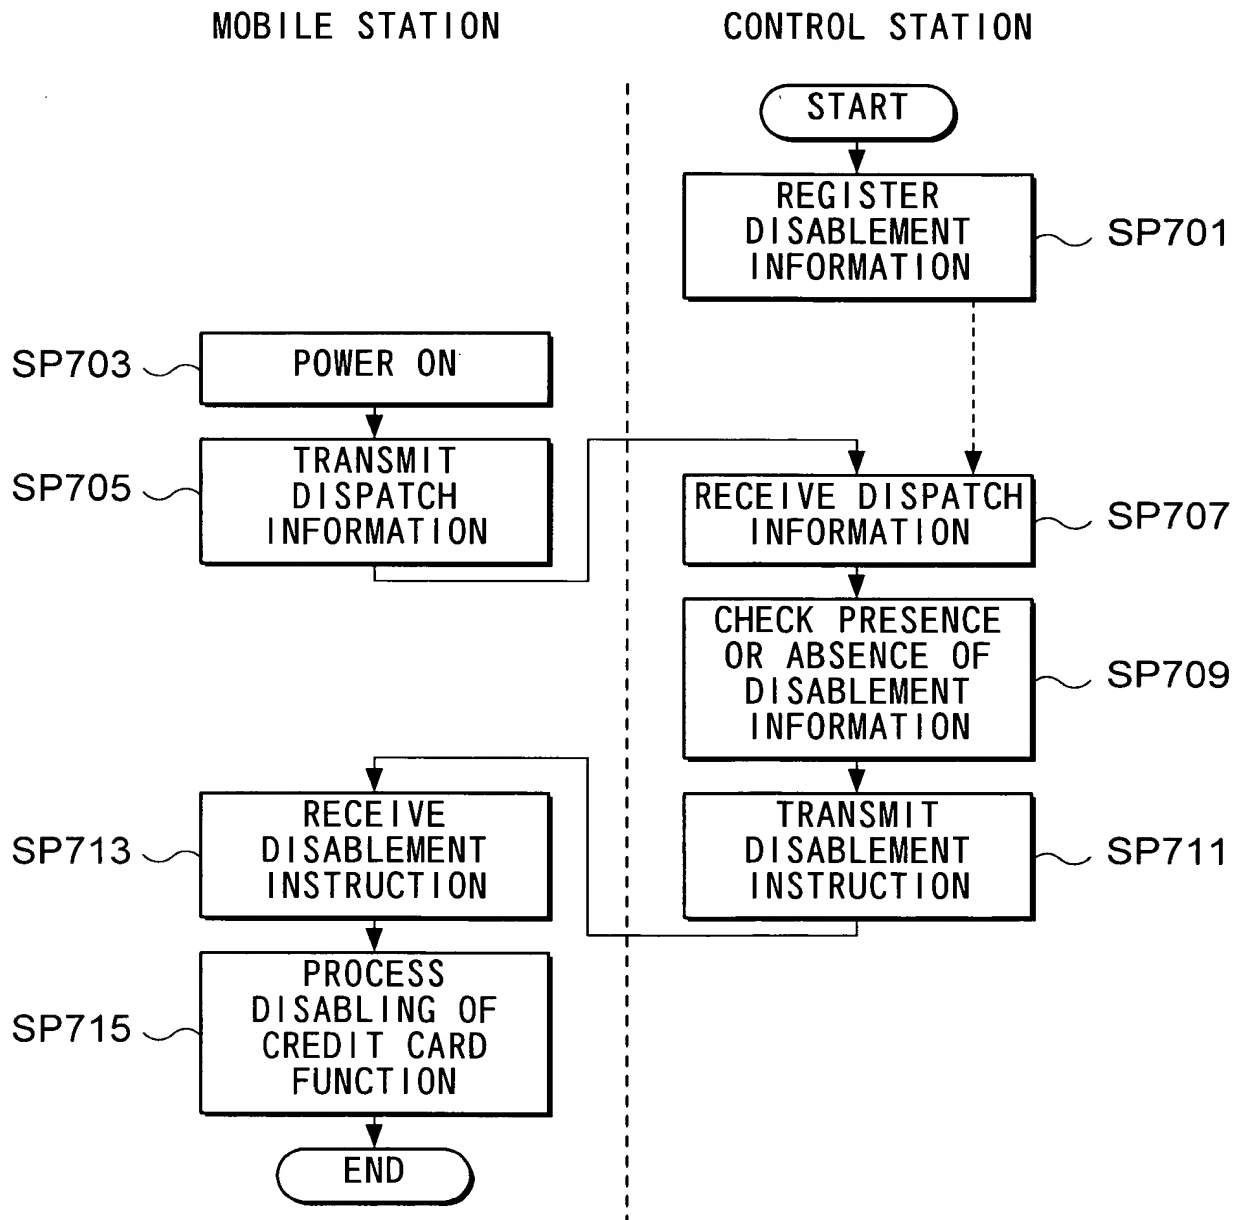 MOBILE STATION
CONTROL STATION
START
REGISTER
DISABLEMENT
INFORMATION
SP701
SP703
POWER ON
SP705
TRANSMIT
DISPATCH
INFORMATION
RECEIVE DISPATCH
INFORMATION
SP707
CHECK PRESENCE
OR ABSENCE OF
DISABLEMENT
INFORMATION
SP709
TRANSMIT
DISABLEMENT
INSTRUCTION
SP711
SP713
RECEIVE
DISABLEMENT
INSTRUCTION
SP715
PROCESS
DISABLING OF
CREDIT CARD
FUNCTION
END